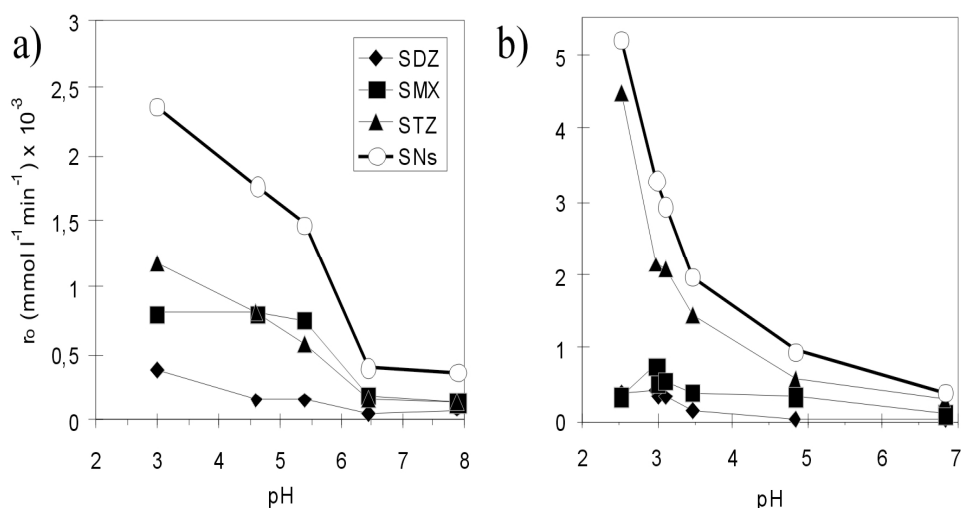 a)
3
2,5
2
1,5
1
0,5
0
r₀ (mmol l⁻¹ min⁻¹) x 10⁻³
SDZ
SMX
STZ
SNs
2 3 4 5 6 7 8
pH
b)
5
4
3
2
1
0
2 3 4 5 6 7
pH